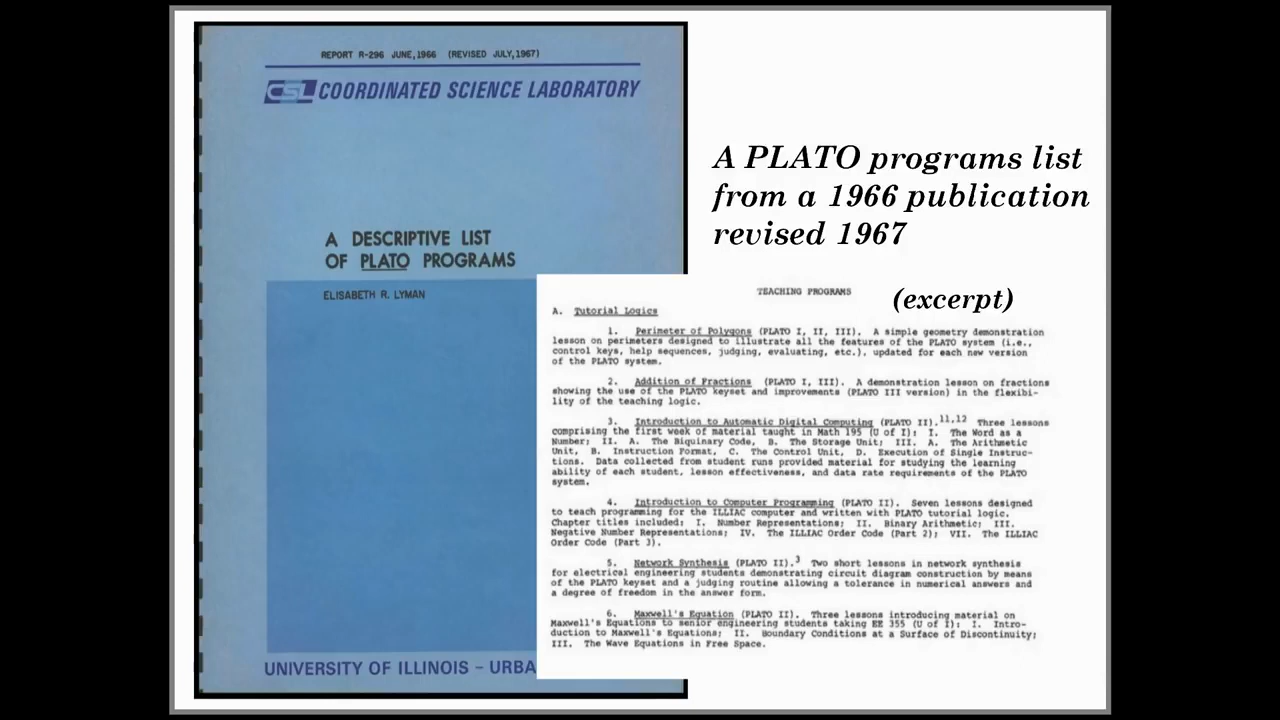 REPORT R-296 JUNE, 1966 (REVISED JULY, 1967)
CSL COORDINATED SCIENCE LABORATORY
A DESCRIPTIVE LIST
OF PLATO PROGRAMS
ELISABETH R. LYMAN
UNIVERSITY OF ILLINOIS – URBA
A PLATO programs list
from a 1966 publication
revised 1967
(excerpt)
TEACHING PROGRAMS
A. Tutorial Logics
1. Perimeter of Polygons (PLATO I, II, III). A simple geometry demonstration
lesson on perimeters designed to illustrate all the features of the PLATO system (i.e.,
control keys, help sequences, judging, evaluating, etc.), updated for each new version
of the PLATO system.
2. Addition of Fractions (PLATO I, III). A demonstration lesson on fractions
showing the use of the PLATO keyset and improvements (PLATO III version) in the flexibi-
lity of the teaching logic.
3. Introduction to Automatic Digital Computing (PLATO II).11,12 Three lessons
comprising the first week of material taught in Math 195 (U of I): I. The Word as a
Number; II. A. The Biquinary Code, B. The Storage Unit; III. A. The Arithmetic
Unit, B. Instruction Format, C. The Control Unit, D. Execution of Single Instruc-
tions. Data collected from student runs provided material for studying the learning
ability of each student, lesson effectiveness, and data rate requirements of the PLATO
system.
4. Introduction to Computer Programming (PLATO II). Seven lessons designed
to teach programming for the ILLIAC computer and written with PLATO tutorial logic.
Chapter titles included: I. Number Representations; II. Binary Arithmetic; III.
Negative Number Representations; IV. The ILLIAC Order Code (Part 2); VII. The ILLIAC
Order Code (Part 3).
5. Network Synthesis (PLATO II).3 Two short lessons in network synthesis
for electrical engineering students demonstrating circuit diagram construction by means
of the PLATO keyset and a judging routine allowing a tolerance in numerical answers and
a degree of freedom in the answer form.
6. Maxwell's Equation (PLATO II). Three lessons introducing material on
Maxwell's Equations to senior engineering students taking EE 355 (U of I): I. Intro-
duction to Maxwell's Equations; II. Boundary Conditions at a Surface of Discontinuity;
III. The Wave Equations in Free Space.